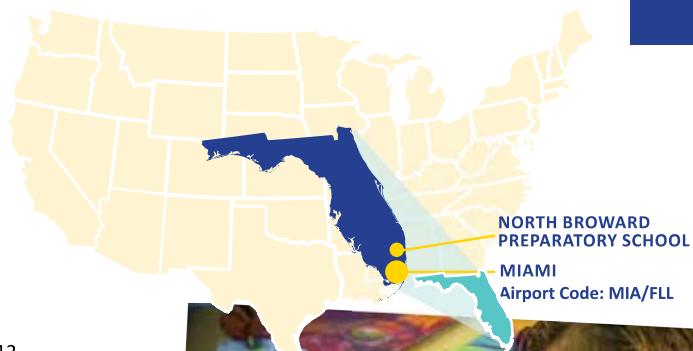 NORTH BROWARD
PREPARATORY SCHOOL
MIAMI
Airport Code: MIA/FLL